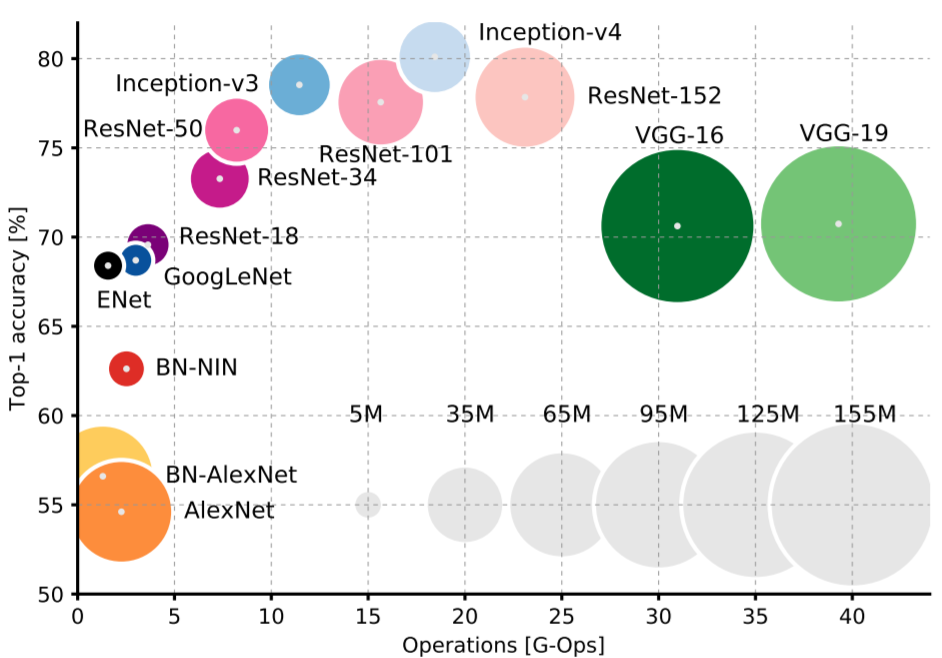 Inception-v4
80
Inception-v3
ResNet-152
ResNet-50
VGG-16
VGG-19
75
ResNet-101
ResNet-34
70
ResNet-18
GoogLeNet
ENet
Top-1 accuracy [%]
65
BN-NIN
60
5M 35M 65M 95M 125M 155M
BN-AlexNet
55
AlexNet
50
0 5 10 15 20 25 30 35 40
Operations [G-Ops]